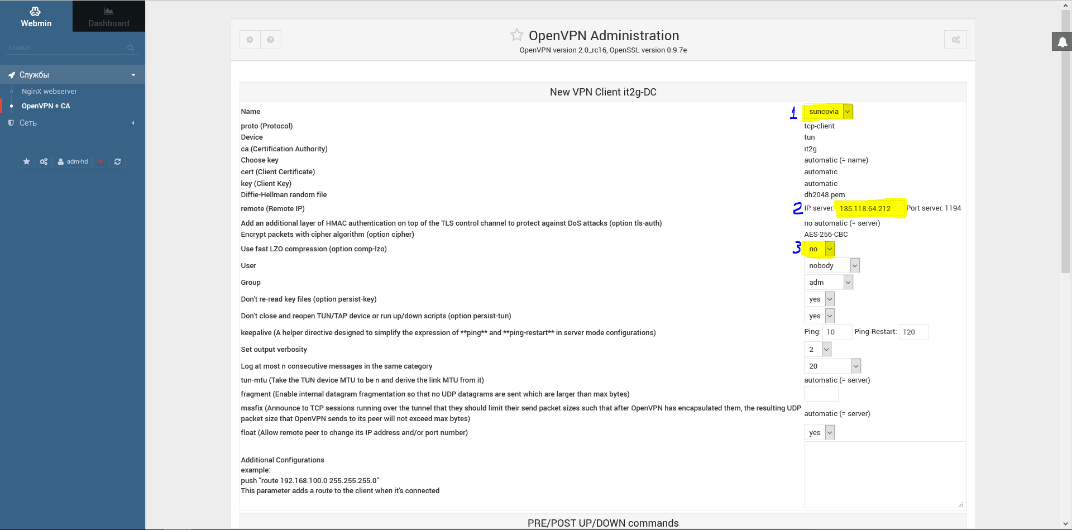 Webmin
Dashboard
Поиск
Службы
NginX webserver
OpenVPN + CA
Сеть
adm-hd
OpenVPN Administration
OpenVPN version 2.0_rc16, OpenSSL version 0.9.7e
New VPN Client it2g-DC
Name 1 suncovia
proto (Protocol) tcp-client
Device tun
ca (Certification Authority) it2g
Choose key automatic (= name)
cert (Client Certificate) automatic
key (Client Key) automatic
Diffie-Hellman random file dh2048.pem
remote (Remote IP) 2 IP server: 185.118.64.212 Port server: 1194
Add an additional layer of HMAC authentication on top of the TLS control channel to protect against DoS attacks (option tls-auth) no automatic (= server)
Encrypt packets with cipher algorithm (option cipher) AES-256-CBC
Use fast LZO compression (option comp-lzo) 3 no
User nobody
Group adm
Don't re-read key files (option persist-key) yes
Don't close and reopen TUN/TAP device or run up/down scripts (option persist-tun) yes
keepalive (A helper directive designed to simplify the expression of **ping** and **ping-restart** in server mode configurations) Ping: 10 Ping-Restart: 120
Set output verbosity 2
Log at most n consecutive messages in the same category 20
tun-mtu (Take the TUN device MTU to be n and derive the link MTU from it) automatic (= server)
fragment (Enable internal datagram fragmentation so that no UDP datagrams are sent which are larger than max bytes)
mssfix (Announce to TCP sessions running over the tunnel that they should limit their send packet sizes such that after OpenVPN has encapsulated them, the resulting UDP
packet size that OpenVPN sends to its peer will not exceed max bytes) automatic (= server)
float (Allow remote peer to change its IP address and/or port number) yes
Additional Configurations
example:
push "route 192.168.100.0 255.255.255.0"
This parameter adds a route to the client when it's connected
PRE/POST UP/DOWN commands